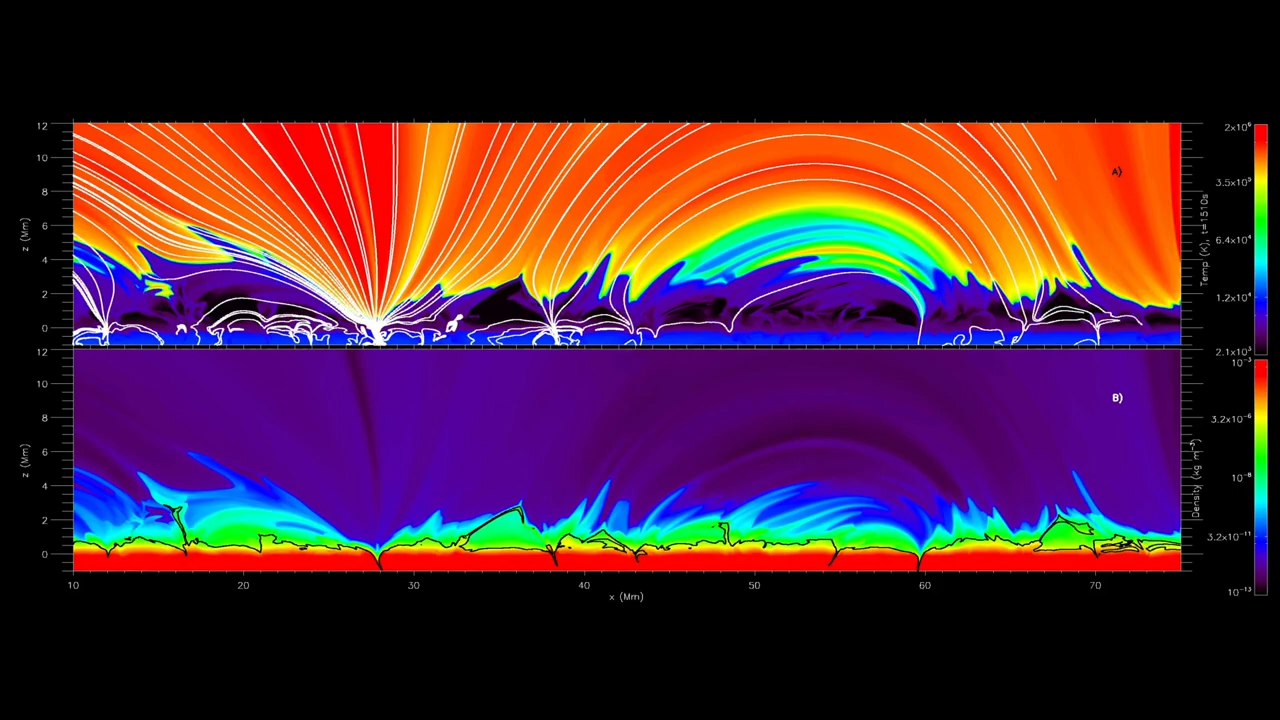 12
10
8
6
4
2
0
z (Mm)
A)
2x10⁶
3.5x10⁵
6.4x10⁴
1.2x10⁴
2.1x10³
Temp (K), t=1510s
12
10
8
6
4
2
0
z (Mm)
B)
10⁻³
3.2x10⁻⁶
10⁻⁸
3.2x10⁻¹¹
10⁻¹³
Density (kg m⁻³)
10 20 30 40 50 60 70
x (Mm)